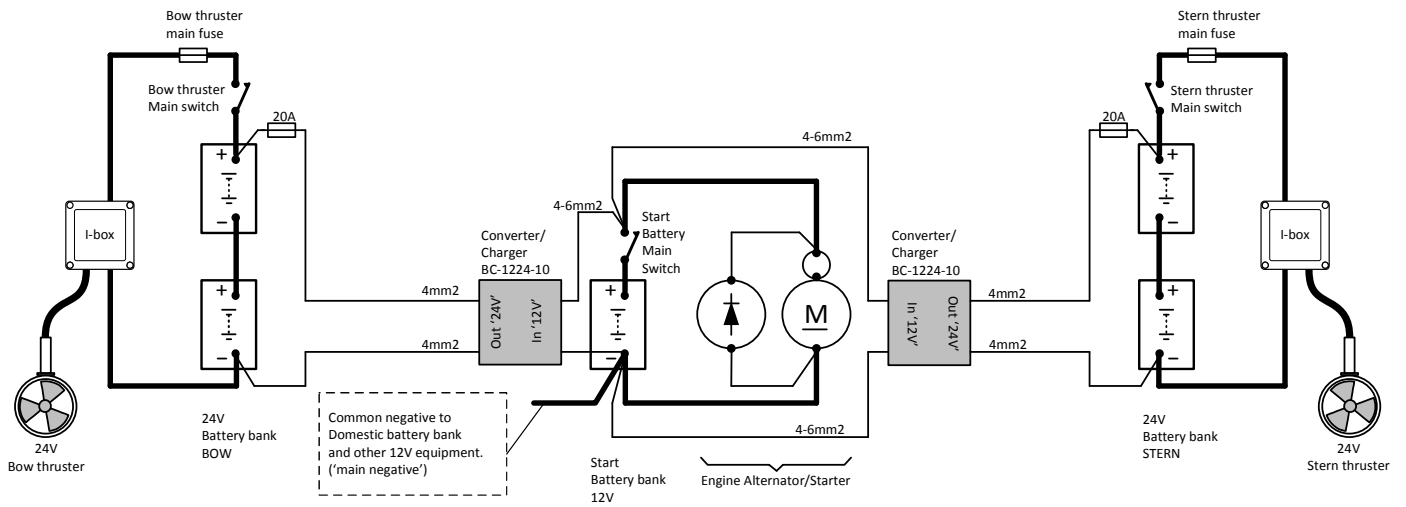 Bow thruster
main fuse
Bow thruster
Main switch
20A
+
−
I-box
+
−
4mm2
4mm2
24V
Bow thruster
24V
Battery bank
BOW
Converter/
Charger
BC-1224-10
Out ‘24V’
In ‘12V’
4-6mm2
Start
Battery
Main
Switch
+
−
Common negative to
Domestic battery bank
and other 12V equipment.
(‘main negative’)
Start
Battery bank
12V
M
Engine Alternator/Starter
4-6mm2
4-6mm2
Converter/
Charger
BC-1224-10
In ‘12V’
Out ‘24V’
4mm2
4mm2
Stern thruster
main fuse
Stern thruster
Main switch
20A
+
−
I-box
+
−
24V
Battery bank
STERN
24V
Stern thruster